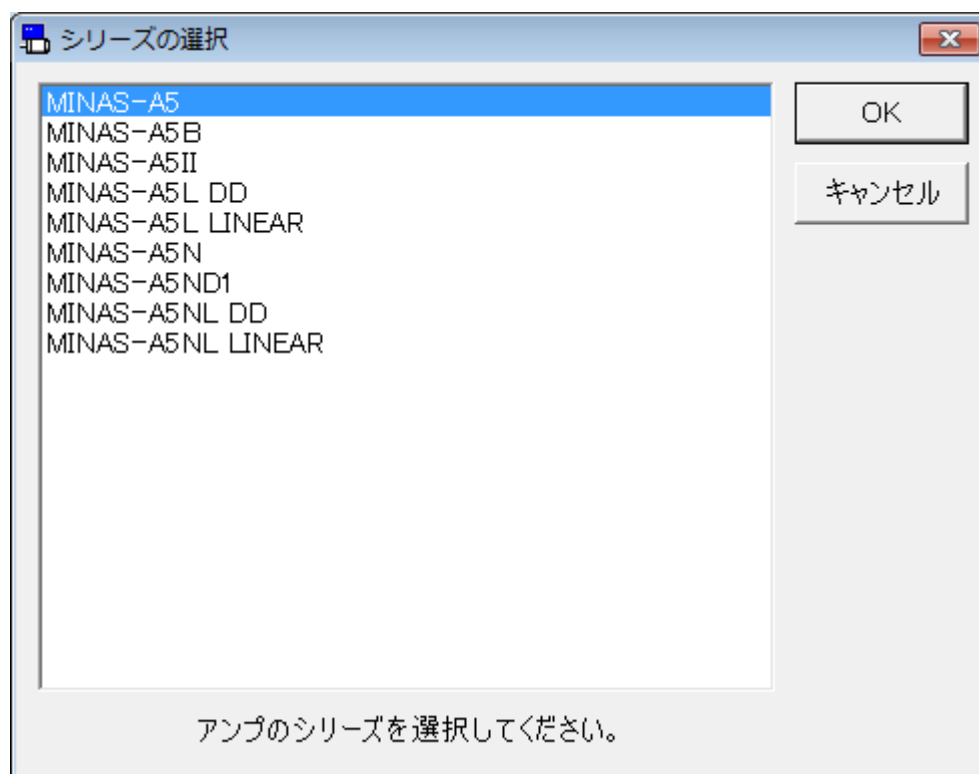 シリーズの選択
MINAS-A5
MINAS-A5B
MINAS-A5II
MINAS-A5L DD
MINAS-A5L LINEAR
MINAS-A5N
MINAS-A5ND1
MINAS-A5NL DD
MINAS-A5NL LINEAR
OK
キャンセル
アンプのシリーズを選択してください。